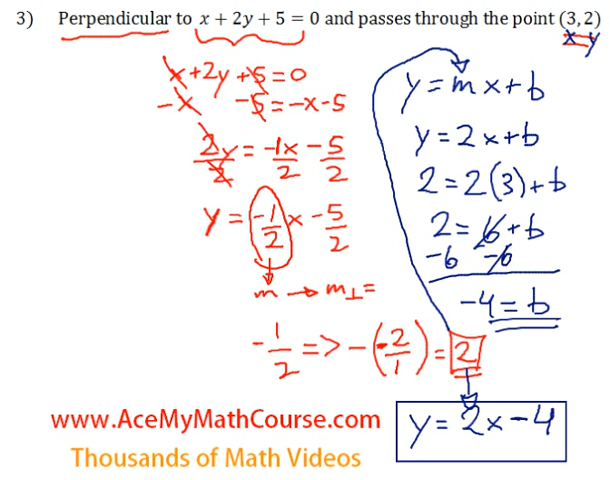 3) Perpendicular to x + 2y + 5 = 0 and passes through the point (3, 2)
x y
x+2y+5=0
-x -5=-x-5
2y/2 = -1x/2 - 5/2
y = (-1/2)x - 5/2
m → m⊥=
-1/2 => -(-2/1) = 2
y=mx+b
y=2x+b
2=2(3)+b
2=6+b
-6 -6
-4=b
y=2x-4
www.AceMyMathCourse.com
Thousands of Math Videos